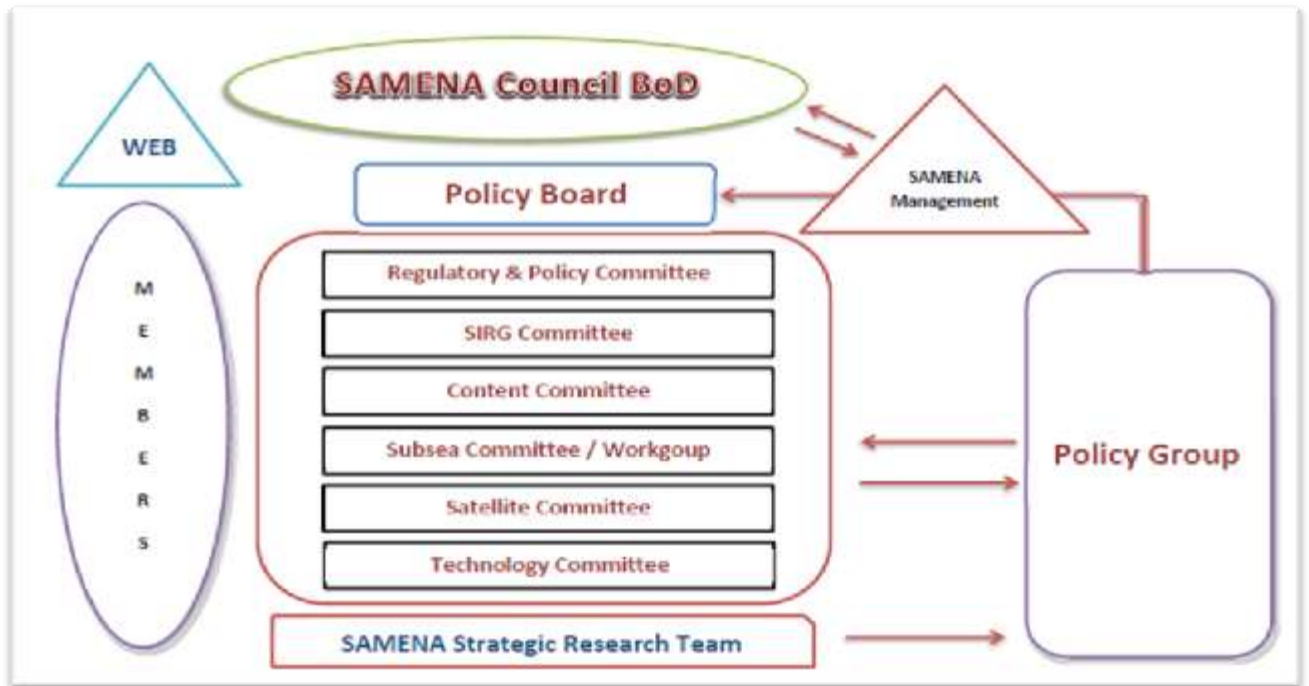 SAMENA Council BoD
WEB
SAMENA
Management
Policy Board
M
E
M
B
E
R
S
Regulatory & Policy Committee
SIRG Committee
Content Committee
Subsea Committee / Workgoup
Satellite Committee
Technology Committee
Policy Group
SAMENA Strategic Research Team